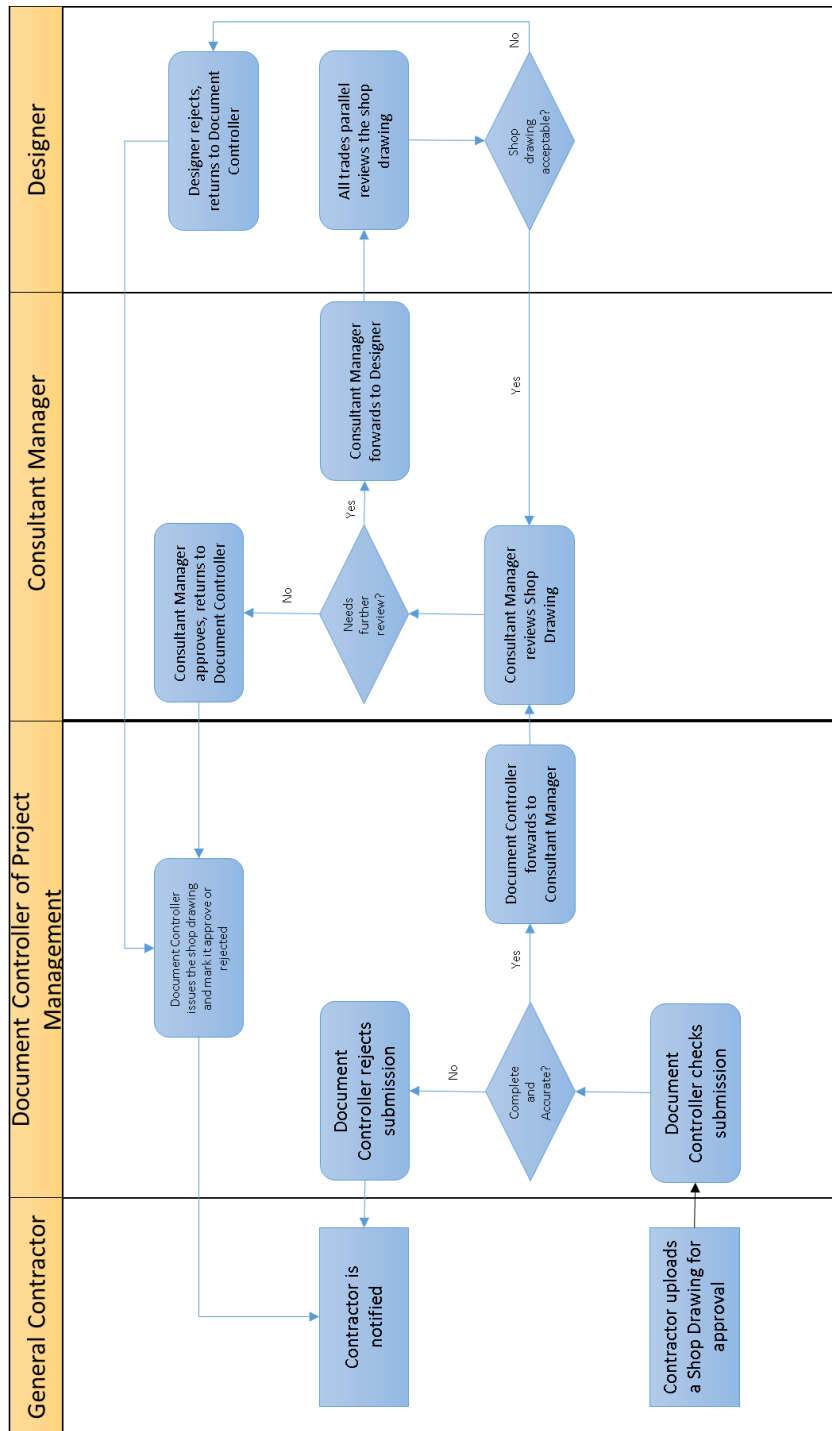 General Contractor
Document Controller of Project
Management
Consultant Manager
Designer
Contractor uploads
a Shop Drawing for
approval
Document
Controller checks
submission
Complete
and
Accurate?
No
Yes
Document
Controller rejects
submission
Contractor is
notified
Document Controller
forwards to
Consultant Manager
Consultant Manager
reviews Shop
Drawing
Needs
further
review?
No
Yes
Consultant Manager
approves, returns to
Document Controller
Consultant Manager
forwards to Designer
All trades parallel
reviews the shop
drawing
Shop
drawing
acceptable?
No
Yes
Designer rejects,
returns to Document
Controller
Document Controller
issues the shop drawing
and mark it approve or
rejected